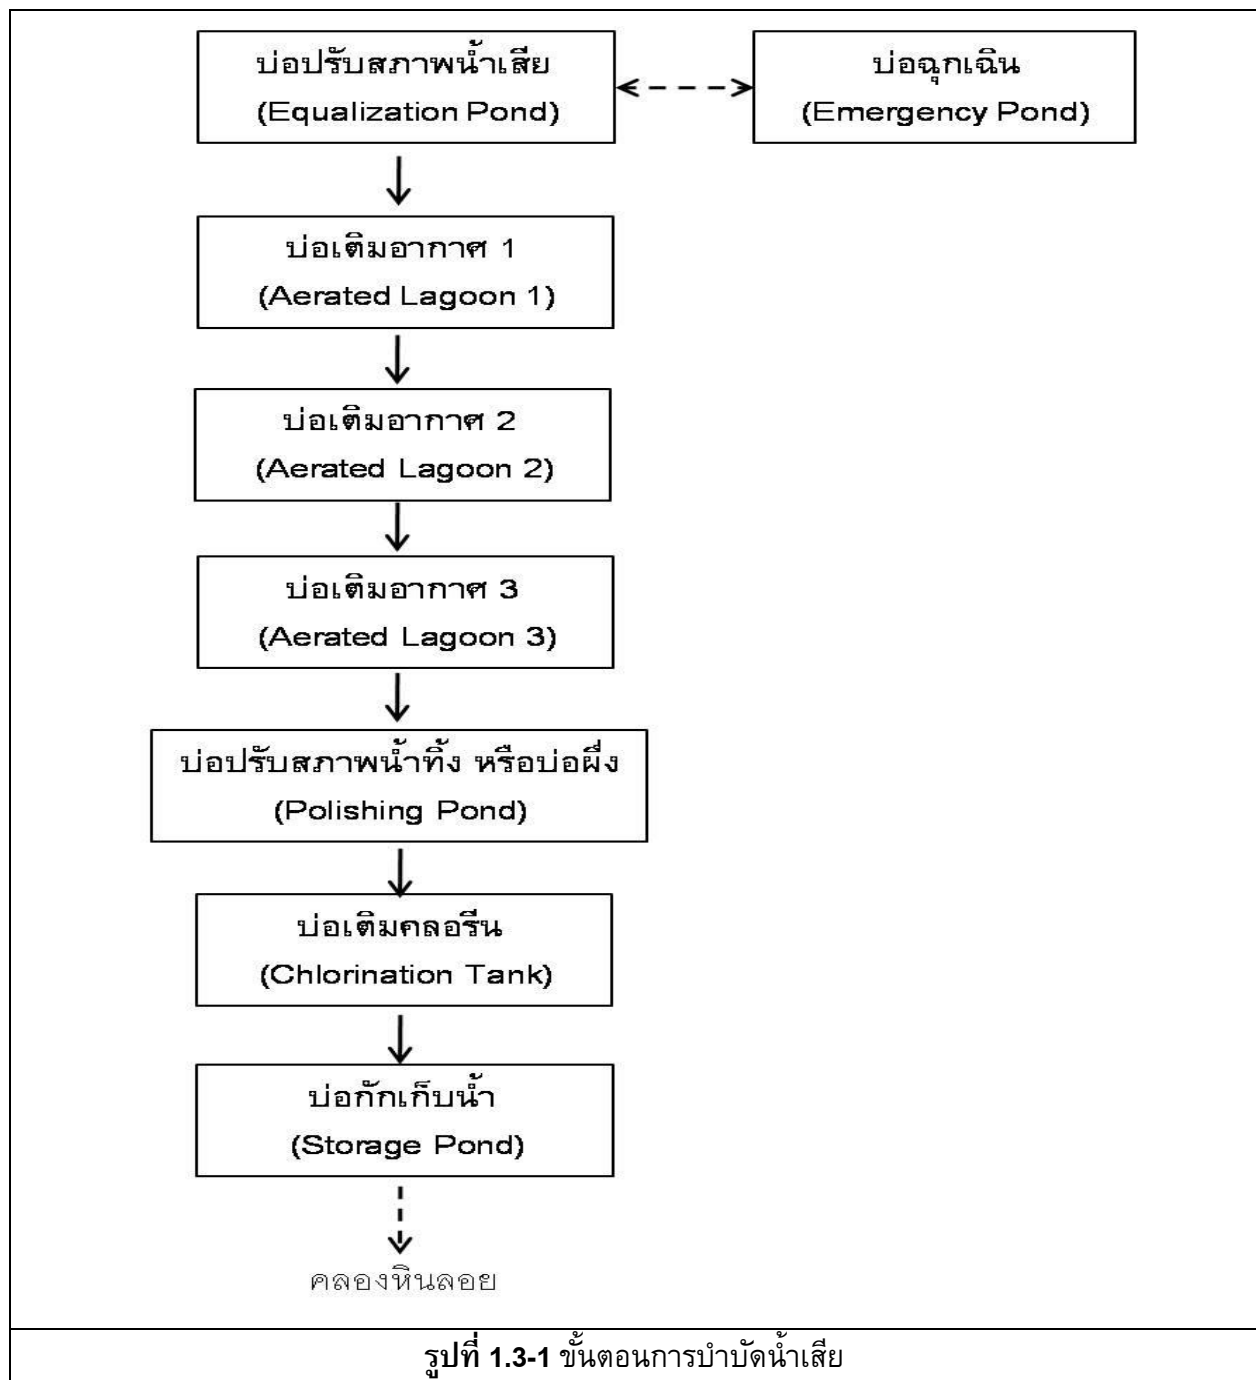 บ่อปรับสภาพน้ำเสีย
(Equalization Pond)
บ่อฉุกเฉิน
(Emergency Pond)
บ่อเติมอากาศ 1
(Aerated Lagoon 1)
บ่อเติมอากาศ 2
(Aerated Lagoon 2)
บ่อเติมอากาศ 3
(Aerated Lagoon 3)
บ่อปรับสภาพน้ำทิ้ง หรือบ่อผึ่ง
(Polishing Pond)
บ่อเติมคลอรีน
(Chlorination Tank)
บ่อกักเก็บน้ำ
(Storage Pond)
คลองหินลอย
รูปที่ 1.3-1 ขั้นตอนการบำบัดน้ำเสีย